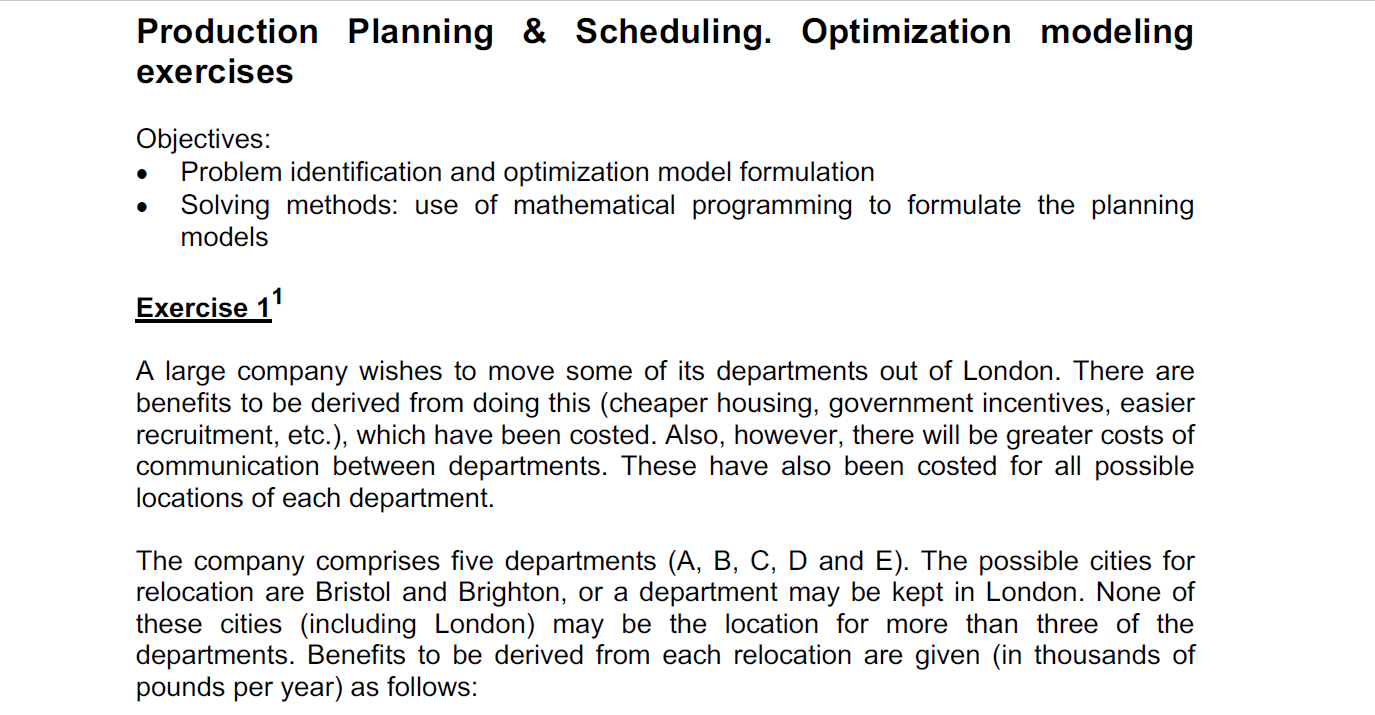 Production Planning & Scheduling. Optimization modeling
exercises
Objectives:
• Problem identification and optimization model formulation
• Solving methods: use of mathematical programming to formulate the planning
models
Exercise 1¹
A large company wishes to move some of its departments out of London. There are
benefits to be derived from doing this (cheaper housing, government incentives, easier
recruitment, etc.), which have been costed. Also, however, there will be greater costs of
communication between departments. These have also been costed for all possible
locations of each department.
The company comprises five departments (A, B, C, D and E). The possible cities for
relocation are Bristol and Brighton, or a department may be kept in London. None of
these cities (including London) may be the location for more than three of the
departments. Benefits to be derived from each relocation are given (in thousands of
pounds per year) as follows: